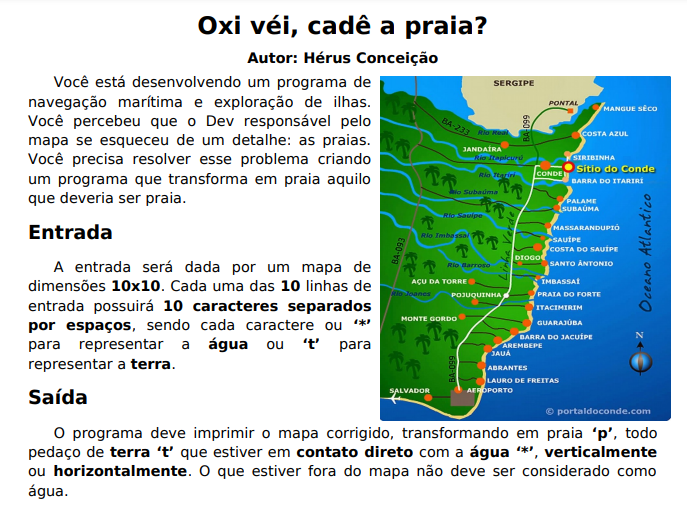 Oxi véi, cadê a praia?
Autor: Hérus Conceição
Você está desenvolvendo um programa de
navegação marítima e exploração de ilhas.
Você percebeu que o Dev responsável pelo
mapa se esqueceu de um detalhe: as praias.
Você precisa resolver esse problema criando
um programa que transforma em praia aquilo
que deveria ser praia.
Entrada
A entrada será dada por um mapa de
dimensões 10x10. Cada uma das 10 linhas de
entrada possuirá 10 caracteres separados
por espaços, sendo cada caractere ou ‘*’
para representar a água ou ‘t’ para
representar a terra.
SERGIPE
PONTAL
MANGUE SÊCO
BA-233
BA-099
Rio Real
COSTA AZUL
JANDAÍRA
Rio Itapicurú
SIRIBINHA
Sítio do Conde
Rio Itariri
CONDE
BARRA DO ITARIRI
Rio Subaúma
PALAME
SUBAÚMA
Rio Sauípe
Linha Verde
MASSARANDUPIÓ
Rio Imbassaí
SAUÍPE
COSTA DO SAUÍPE
BA-093
DIOGO
Rio Barroso
SANTO ÂNTONIO
Oceano Atlantico
AÇU DA TORRE
IMBASSAÍ
Rio Joanes
POJUQUINHA
PRAIA DO FORTE
ITACIMIRIM
MONTE GORDO
GUARAJÚBA
BARRA DO JACUÍPE
N
AREMBEPE
JAUÁ
BA-099
ABRANTES
LAURO DE FREITAS
SALVADOR
AEROPORTO
© portaldoconde.com
Saída
O programa deve imprimir o mapa corrigido, transformando em praia ‘p’, todo
pedaço de terra ‘t’ que estiver em contato direto com a água ‘*’, verticalmente
ou horizontalmente. O que estiver fora do mapa não deve ser considerado como
água.